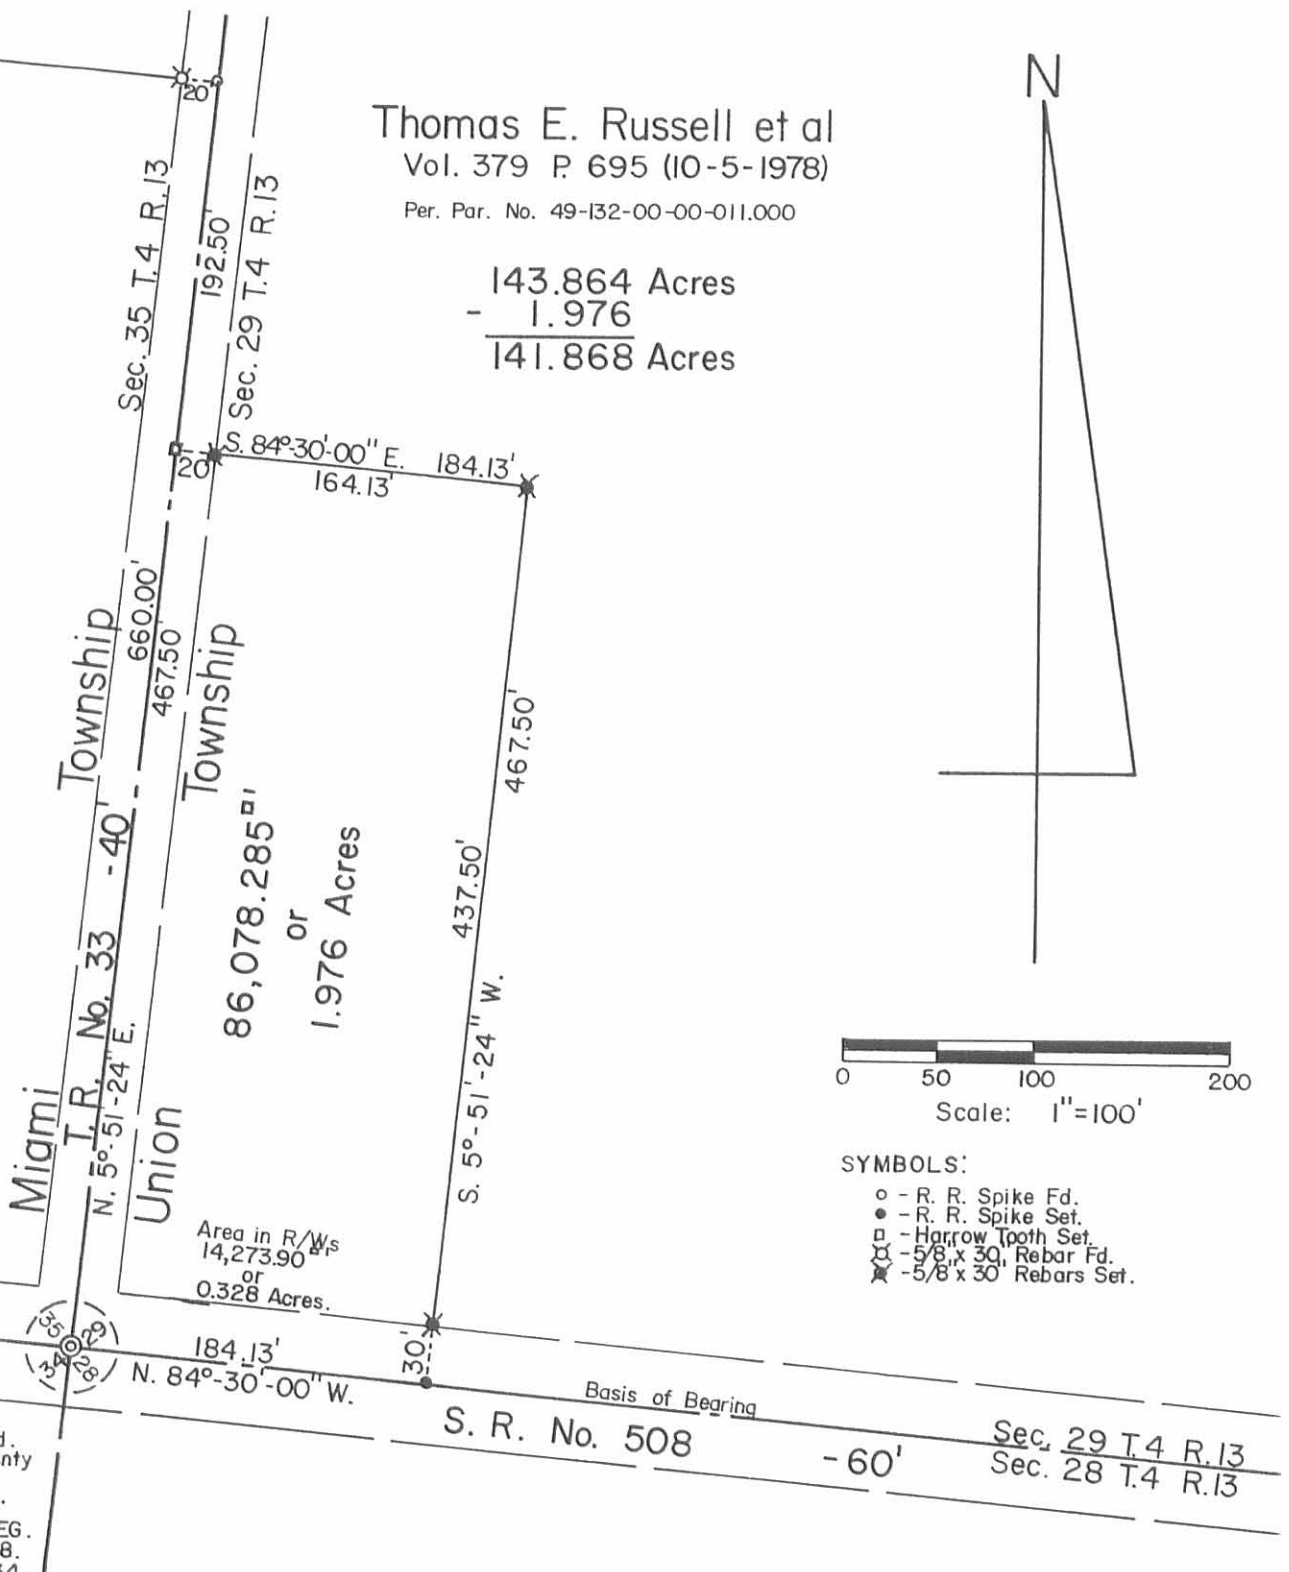 N
Thomas E. Russell et al
Vol. 379 P. 695 (10-5-1978)
Per. Par. No. 49-132-00-00-011.000
143.864 Acres
- 1.976
141.868 Acres
20'
Sec. 35 T.4 R.13
192.50'
Sec. 29 T.4 R.13
S. 84°-30'-00" E. 184.13'
164.13'
20'
660.00'
467.50'
Miami Township
T. R. No. 33 -40'
N. 5°-51'-24" E.
Union Township
86,078.285□'
or
1.976 Acres
467.50'
437.50'
S. 5°-51'-24" W.
Area in R/W's
14,273.90□'
or
0.328 Acres.
35 29
34 28
184.13'
N. 84°-30'-00" W.
30'
Basis of Bearing
S. R. No. 508 -60'
Sec. 29 T.4 R.13
Sec. 28 T.4 R.13
0 50 100 200
Scale: 1"=100'
SYMBOLS:
○ - R. R. Spike Fd.
● - R. R. Spike Set.
□ - Harrow Tooth Set.
-5/8" x 30" Rebar Fd.
-5/8" x 30" Rebars Set.
nty
EG.
8.